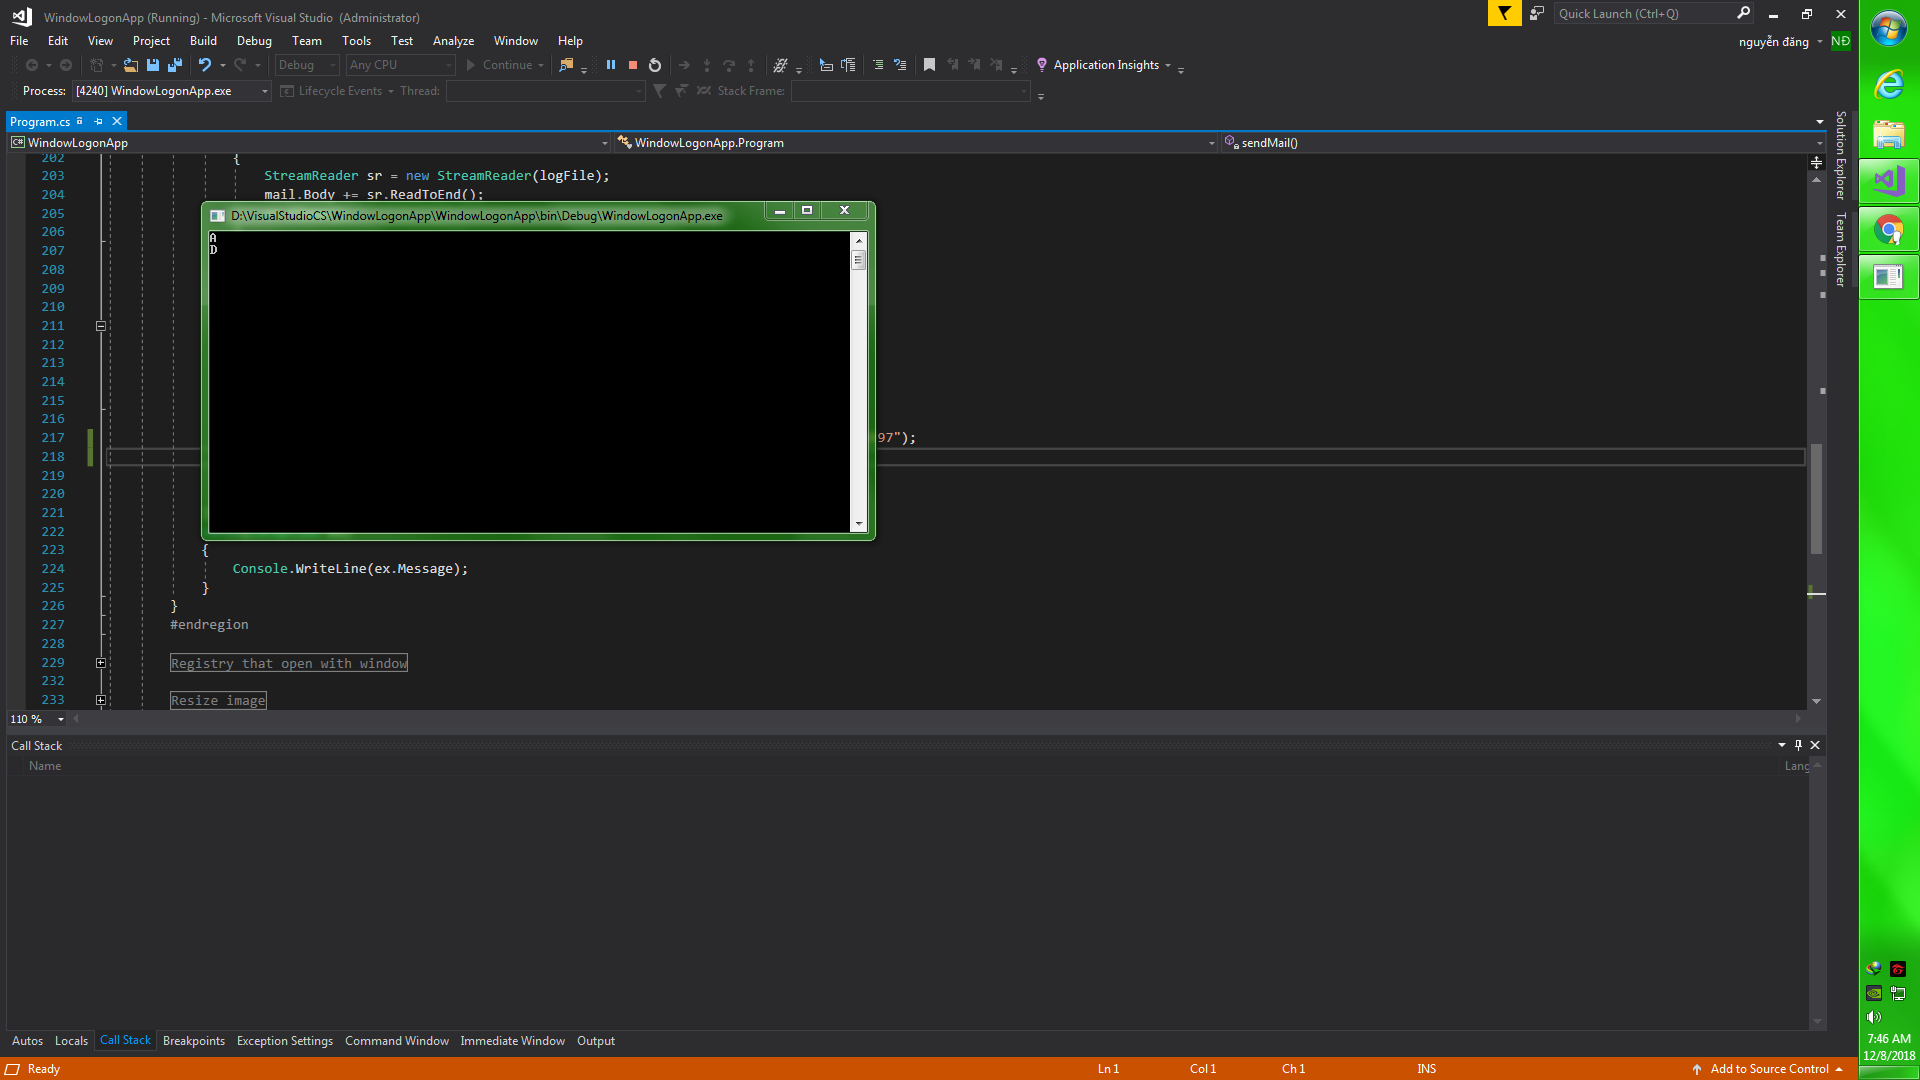 WindowLogonApp (Running) - Microsoft Visual Studio (Administrator)
Quick Launch (Ctrl+Q)
File Edit View Project Build Debug Team Tools Test Analyze Window Help
nguyễn đăng NĐ
Debug Any CPU Continue Application Insights
Process: [4240] WindowLogonApp.exe Lifecycle Events Thread: Stack Frame:
Program.cs
WindowLogonApp WindowLogonApp.Program sendMail()
Solution Explorer
Team Explorer
202 {
203 StreamReader sr = new StreamReader(logFile);
204 mail.Body += sr.ReadToEnd();
D:\VisualStudioCS\WindowLogonApp\WindowLogonApp\bin\Debug\WindowLogonApp.exe
A
D
205
206
207
208
209
210
211
212
213
214
215
216
217 97");
218
219
220
221
222
223 {
224 Console.WriteLine(ex.Message);
225 }
226 }
227 #endregion
228
229 Registry that open with window
232
233 Resize image
110 %
Call Stack
Name Lang
Autos Locals Call Stack Breakpoints Exception Settings Command Window Immediate Window Output
Ready Ln 1 Col 1 Ch 1 INS Add to Source Control
7:46 AM
12/8/2018